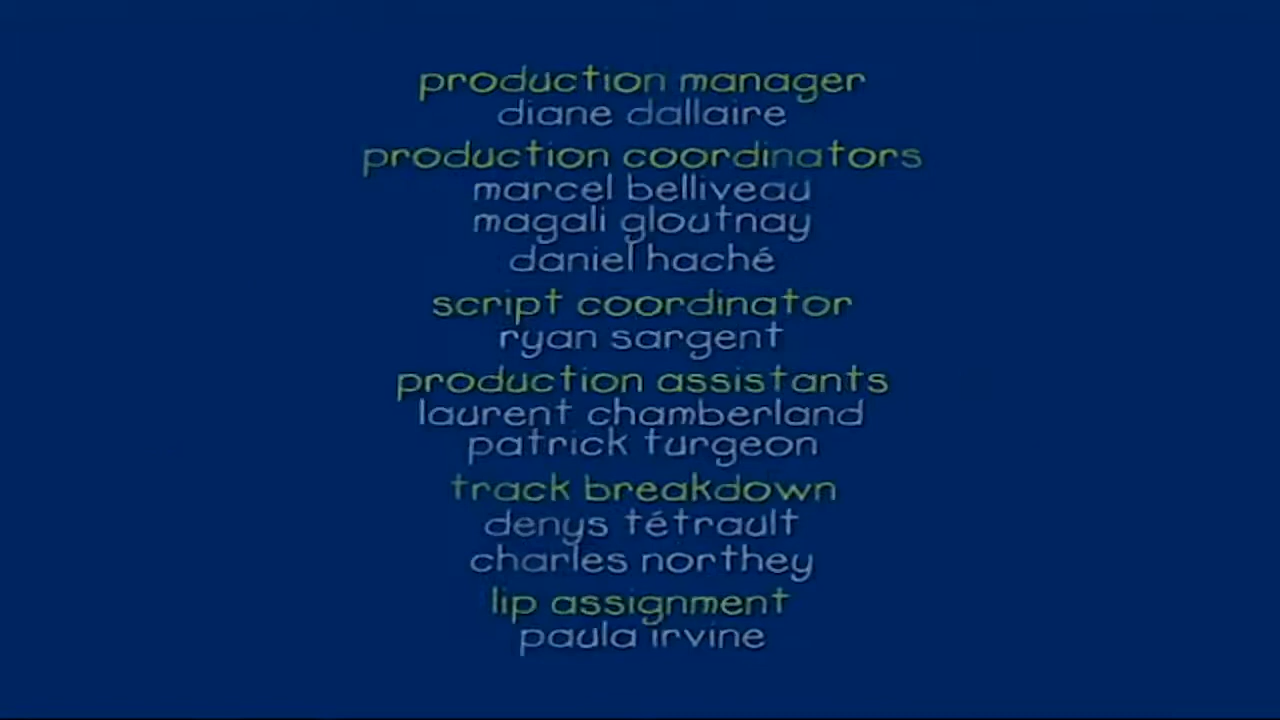 production manager
diane dallaire
production coordinators
marcel belliveau
magali gloutnay
daniel haché
script coordinator
ryan sargent
production assistants
laurent chamberland
patrick turgeon
track breakdown
denys tétrault
charles northey
lip assignment
paula irvine